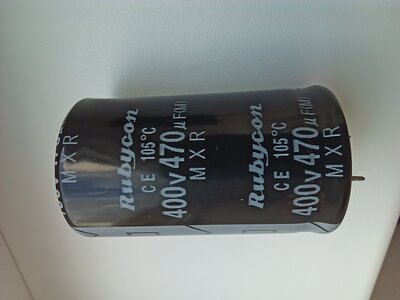 MXR
Rubycon
CE 105°C
400V470µF(M)
MXR
Rubycon
CE 105°C
400V470µF(M)
MXR